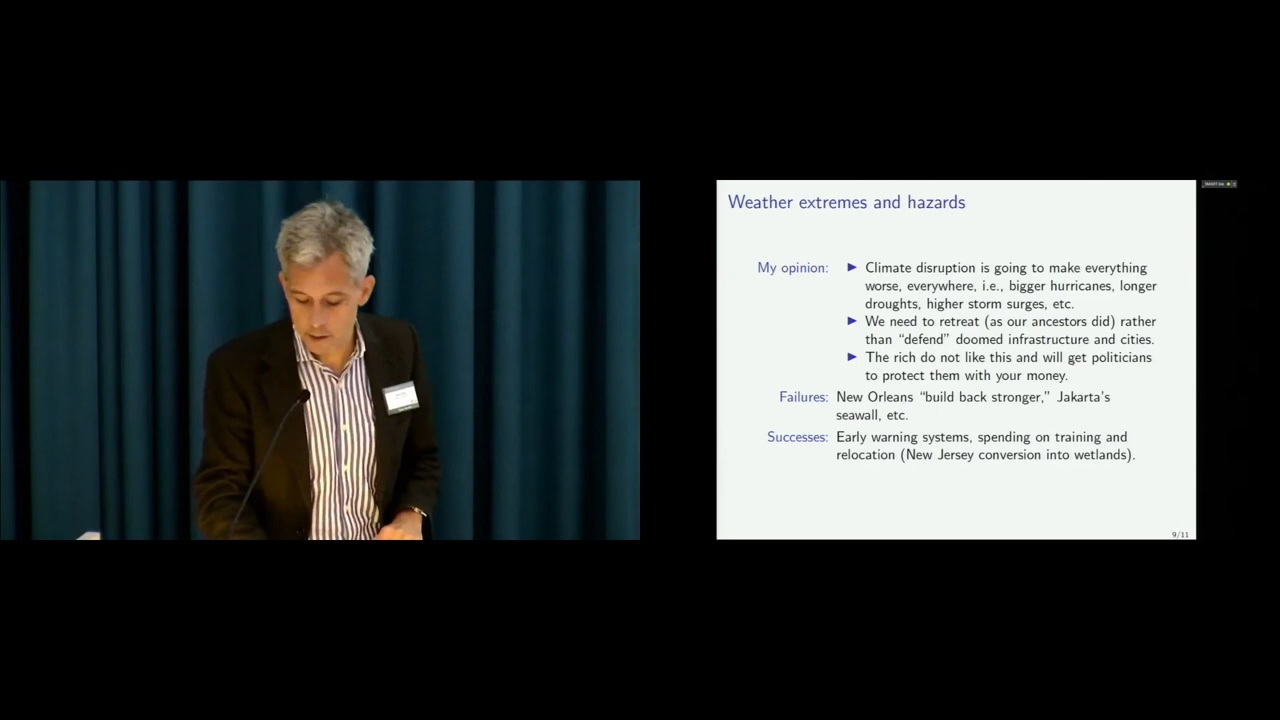 Weather extremes and hazards
My opinion: ▶ Climate disruption is going to make everything
worse, everywhere, i.e., bigger hurricanes, longer
droughts, higher storm surges, etc.
▶ We need to retreat (as our ancestors did) rather
than “defend” doomed infrastructure and cities.
▶ The rich do not like this and will get politicians
to protect them with your money.
Failures: New Orleans “build back stronger,” Jakarta’s
seawall, etc.
Successes: Early warning systems, spending on training and
relocation (New Jersey conversion into wetlands).
9/11